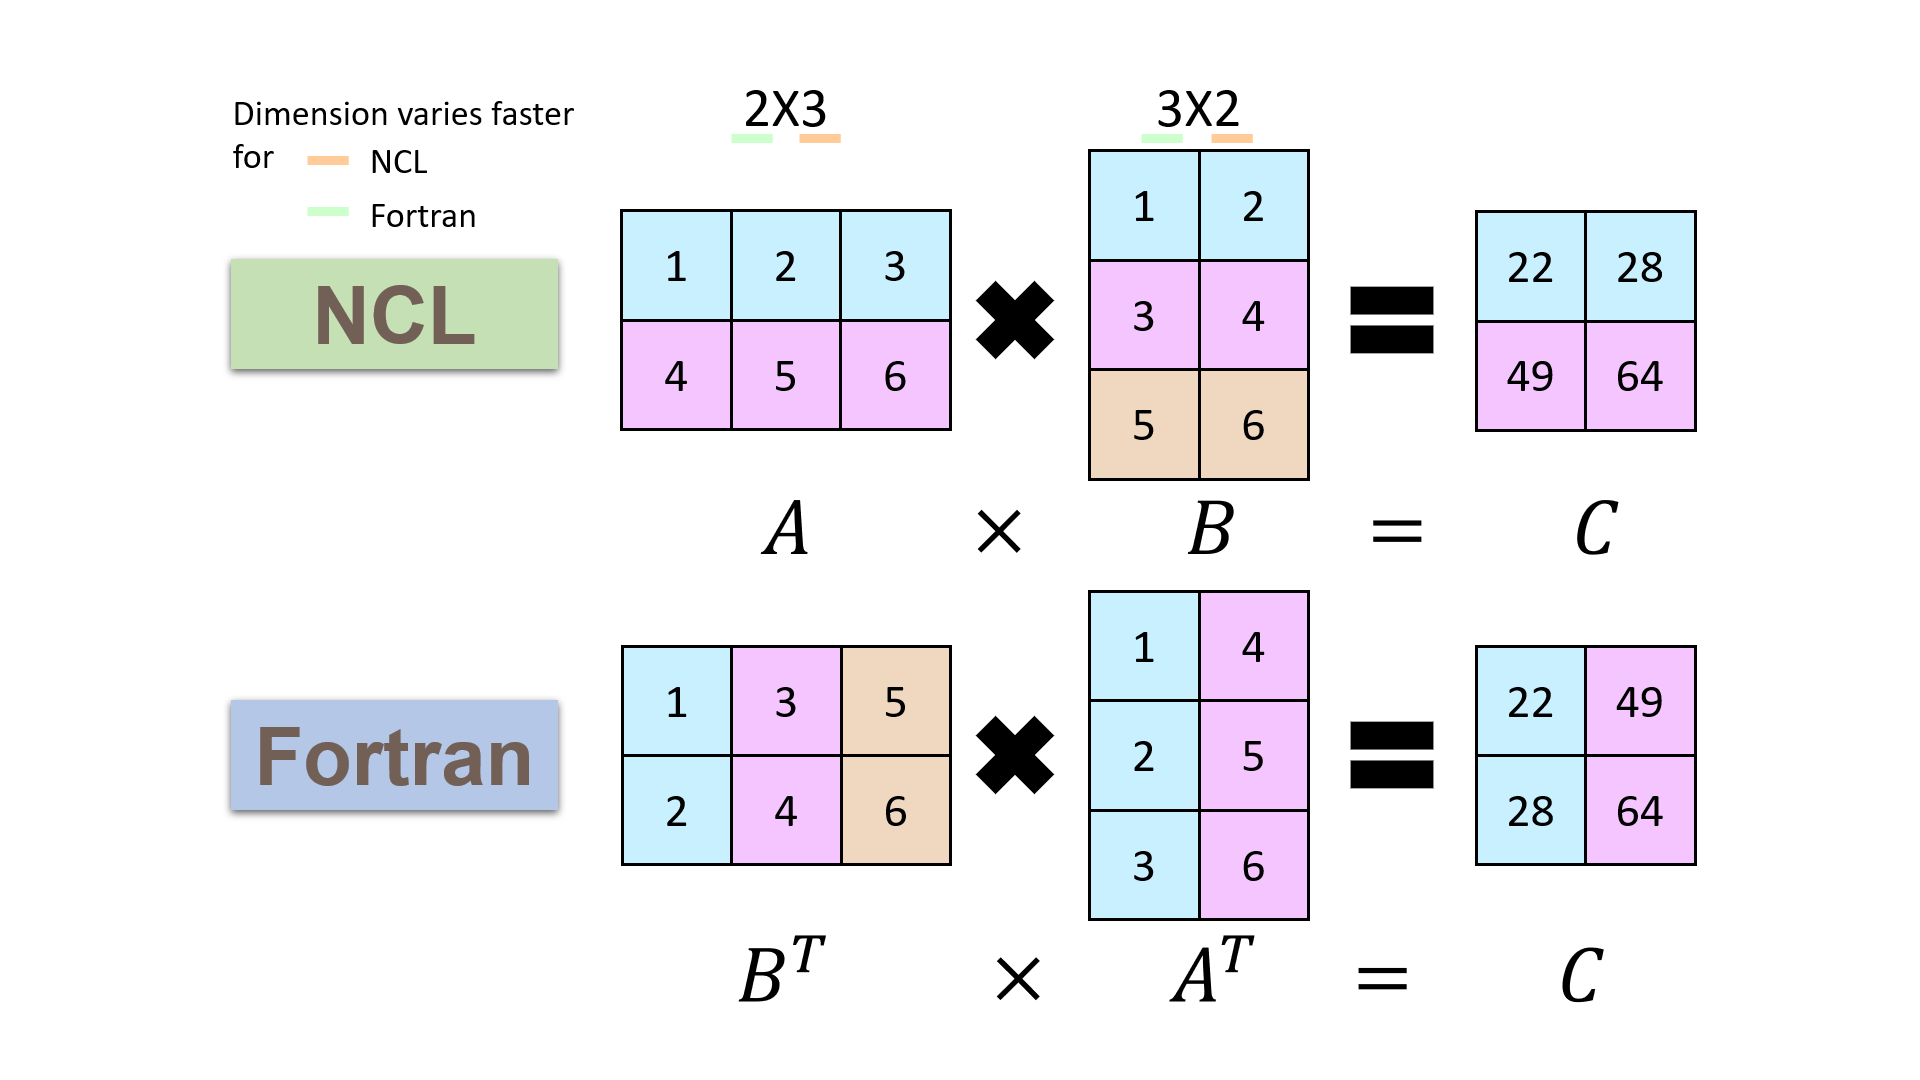 2X3 3X2
Dimension varies faster
for NCL
Fortran
NCL
1 2 3
4 5 6
1 2
3 4
5 6
22 28
49 64
A × B = C
Fortran
1 3 5
2 4 6
1 4
2 5
3 6
22 49
28 64
Bᵀ × Aᵀ = C